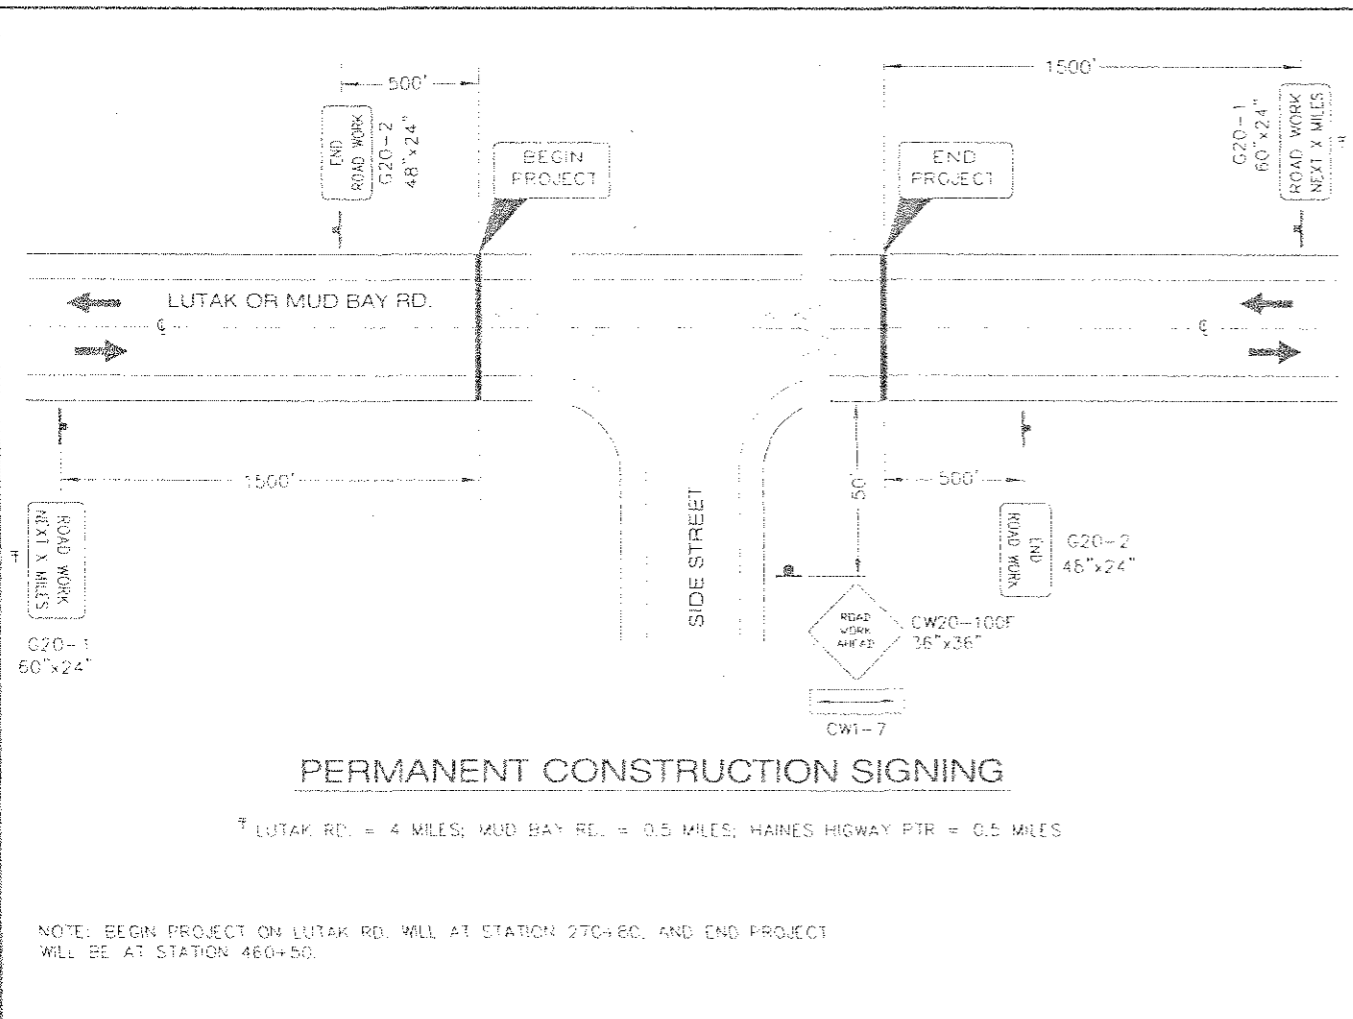 500'
1500'
END
ROAD WORK
G20-2
48"x24"
BEGIN
PROJECT
END
PROJECT
G20-1
60"x24"
ROAD WORK
NEXT X MILES
LUTAK OR MUD BAY RD.
1500'
500'
50'
SIDE STREET
ROAD WORK
NEXT X MILES
G20-1
60"x24"
END
ROAD WORK
G20-2
48"x24"
ROAD
WORK
AHEAD
CW20-100F
36"x36"
CW1-7
PERMANENT CONSTRUCTION SIGNING
LUTAK RD. = 4 MILES; MUD BAY RD. = 0.5 MILES; HAINES HIGWAY PTR = 0.5 MILES
NOTE: BEGIN PROJECT ON LUTAK RD. WILL AT STATION 270+80, AND END PROJECT
WILL BE AT STATION 460+50.